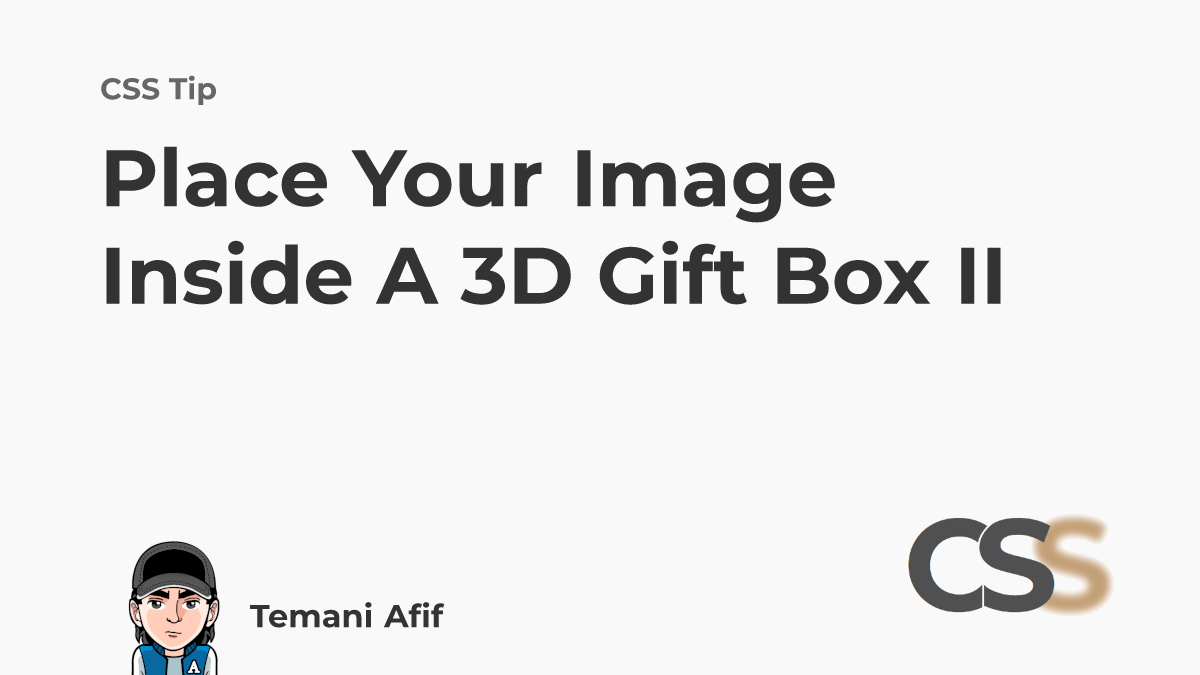 CSS Tip
Place Your Image
Inside A 3D Gift Box II
A
Temani Afif
CSS